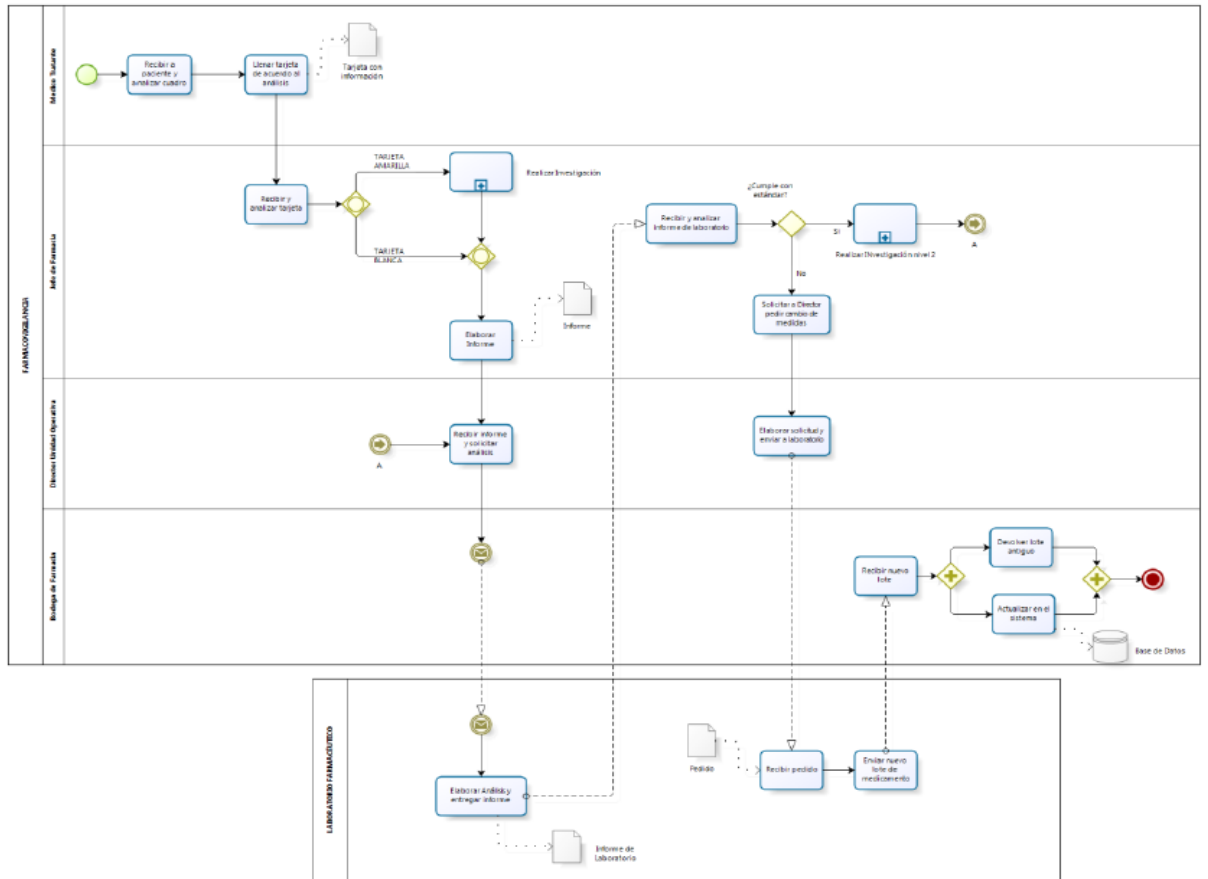 FARMACOVIGILANCIA
Medico Tratante
Recibir a
paciente y
analizar cuadro
Llenar tarjeta
de acuerdo al
análisis
Tarjeta con
información
Jefe de Farmacia
Recibir y
analizar tarjeta
TARJETA
AMARILLA
TARJETA
BLANCA
Realizar Investigación
Elaborar
Informe
Informe
Recibir y analizar
informe de laboratorio
¿Cumple con
estándar?
SI
No
Realizar INvestigación nivel 2
A
Solicitar a Director
pedir cambio de
medidas
Director Unidad Operativa
A
Recibir informe
y solicitar
análisis
Elaborar solicitud y
enviar a laboratorio
Bodega de Farmacia
Recibir nuevo
lote
Devolver lote
antiguo
Actualizar en el
sistema
Base de Datos
LABORATORIO FARMACEUTICO
Elaborar Análisis y
entregar informe
Informe de
Laboratorio
Pedido
Recibir pedido
Enviar nuevo
lote de
medicamento